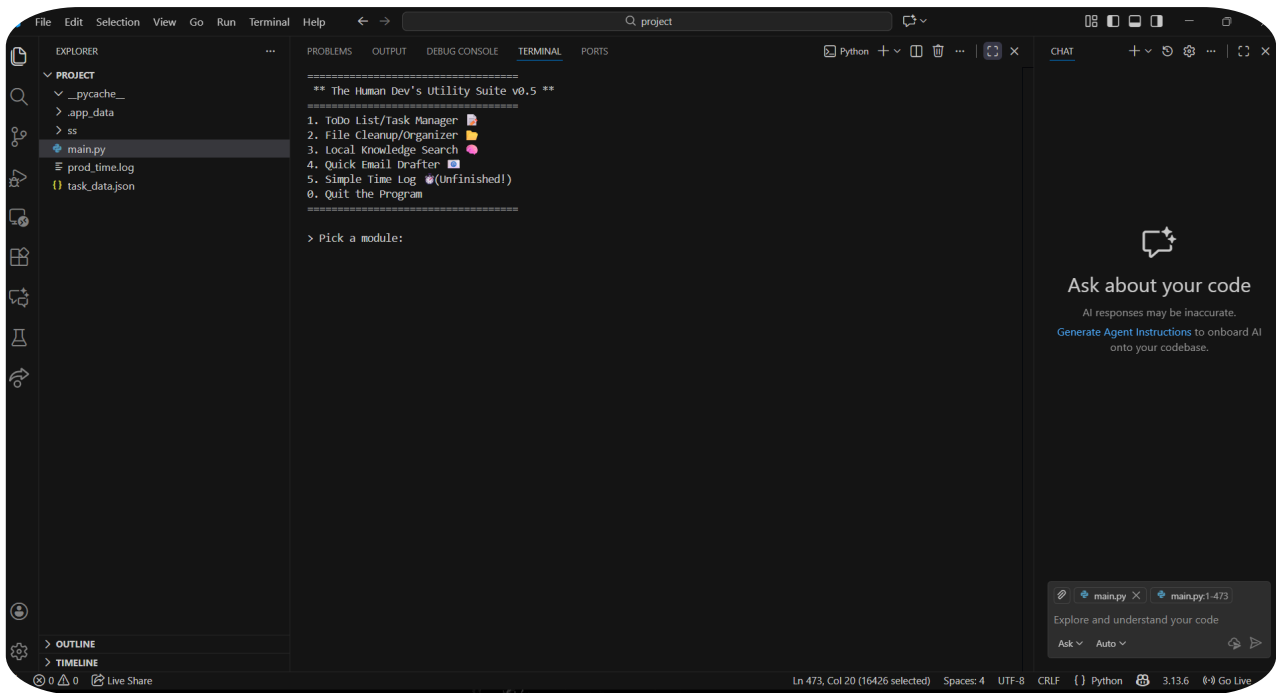 File Edit Selection View Go Run Terminal Help
project
EXPLORER
PROJECT
__pycache__
.app_data
ss
main.py
prod_time.log
{} task_data.json
OUTLINE
TIMELINE
PROBLEMS OUTPUT DEBUG CONSOLE TERMINAL PORTS
Python
===================================
** The Human Dev's Utility Suite v0.5 **
===================================
1. ToDo List/Task Manager 📝
2. File Cleanup/Organizer 📂
3. Local Knowledge Search 🧠
4. Quick Email Drafter 📧
5. Simple Time Log ⏱(Unfinished!)
0. Quit the Program
===================================
> Pick a module:
CHAT
Ask about your code
AI responses may be inaccurate.
Generate Agent Instructions to onboard AI
onto your codebase.
main.py main.py:1-473
Explore and understand your code
Ask Auto
0 0 Live Share
Ln 473, Col 20 (16426 selected) Spaces: 4 UTF-8 CRLF {} Python 3.13.6 Go Live